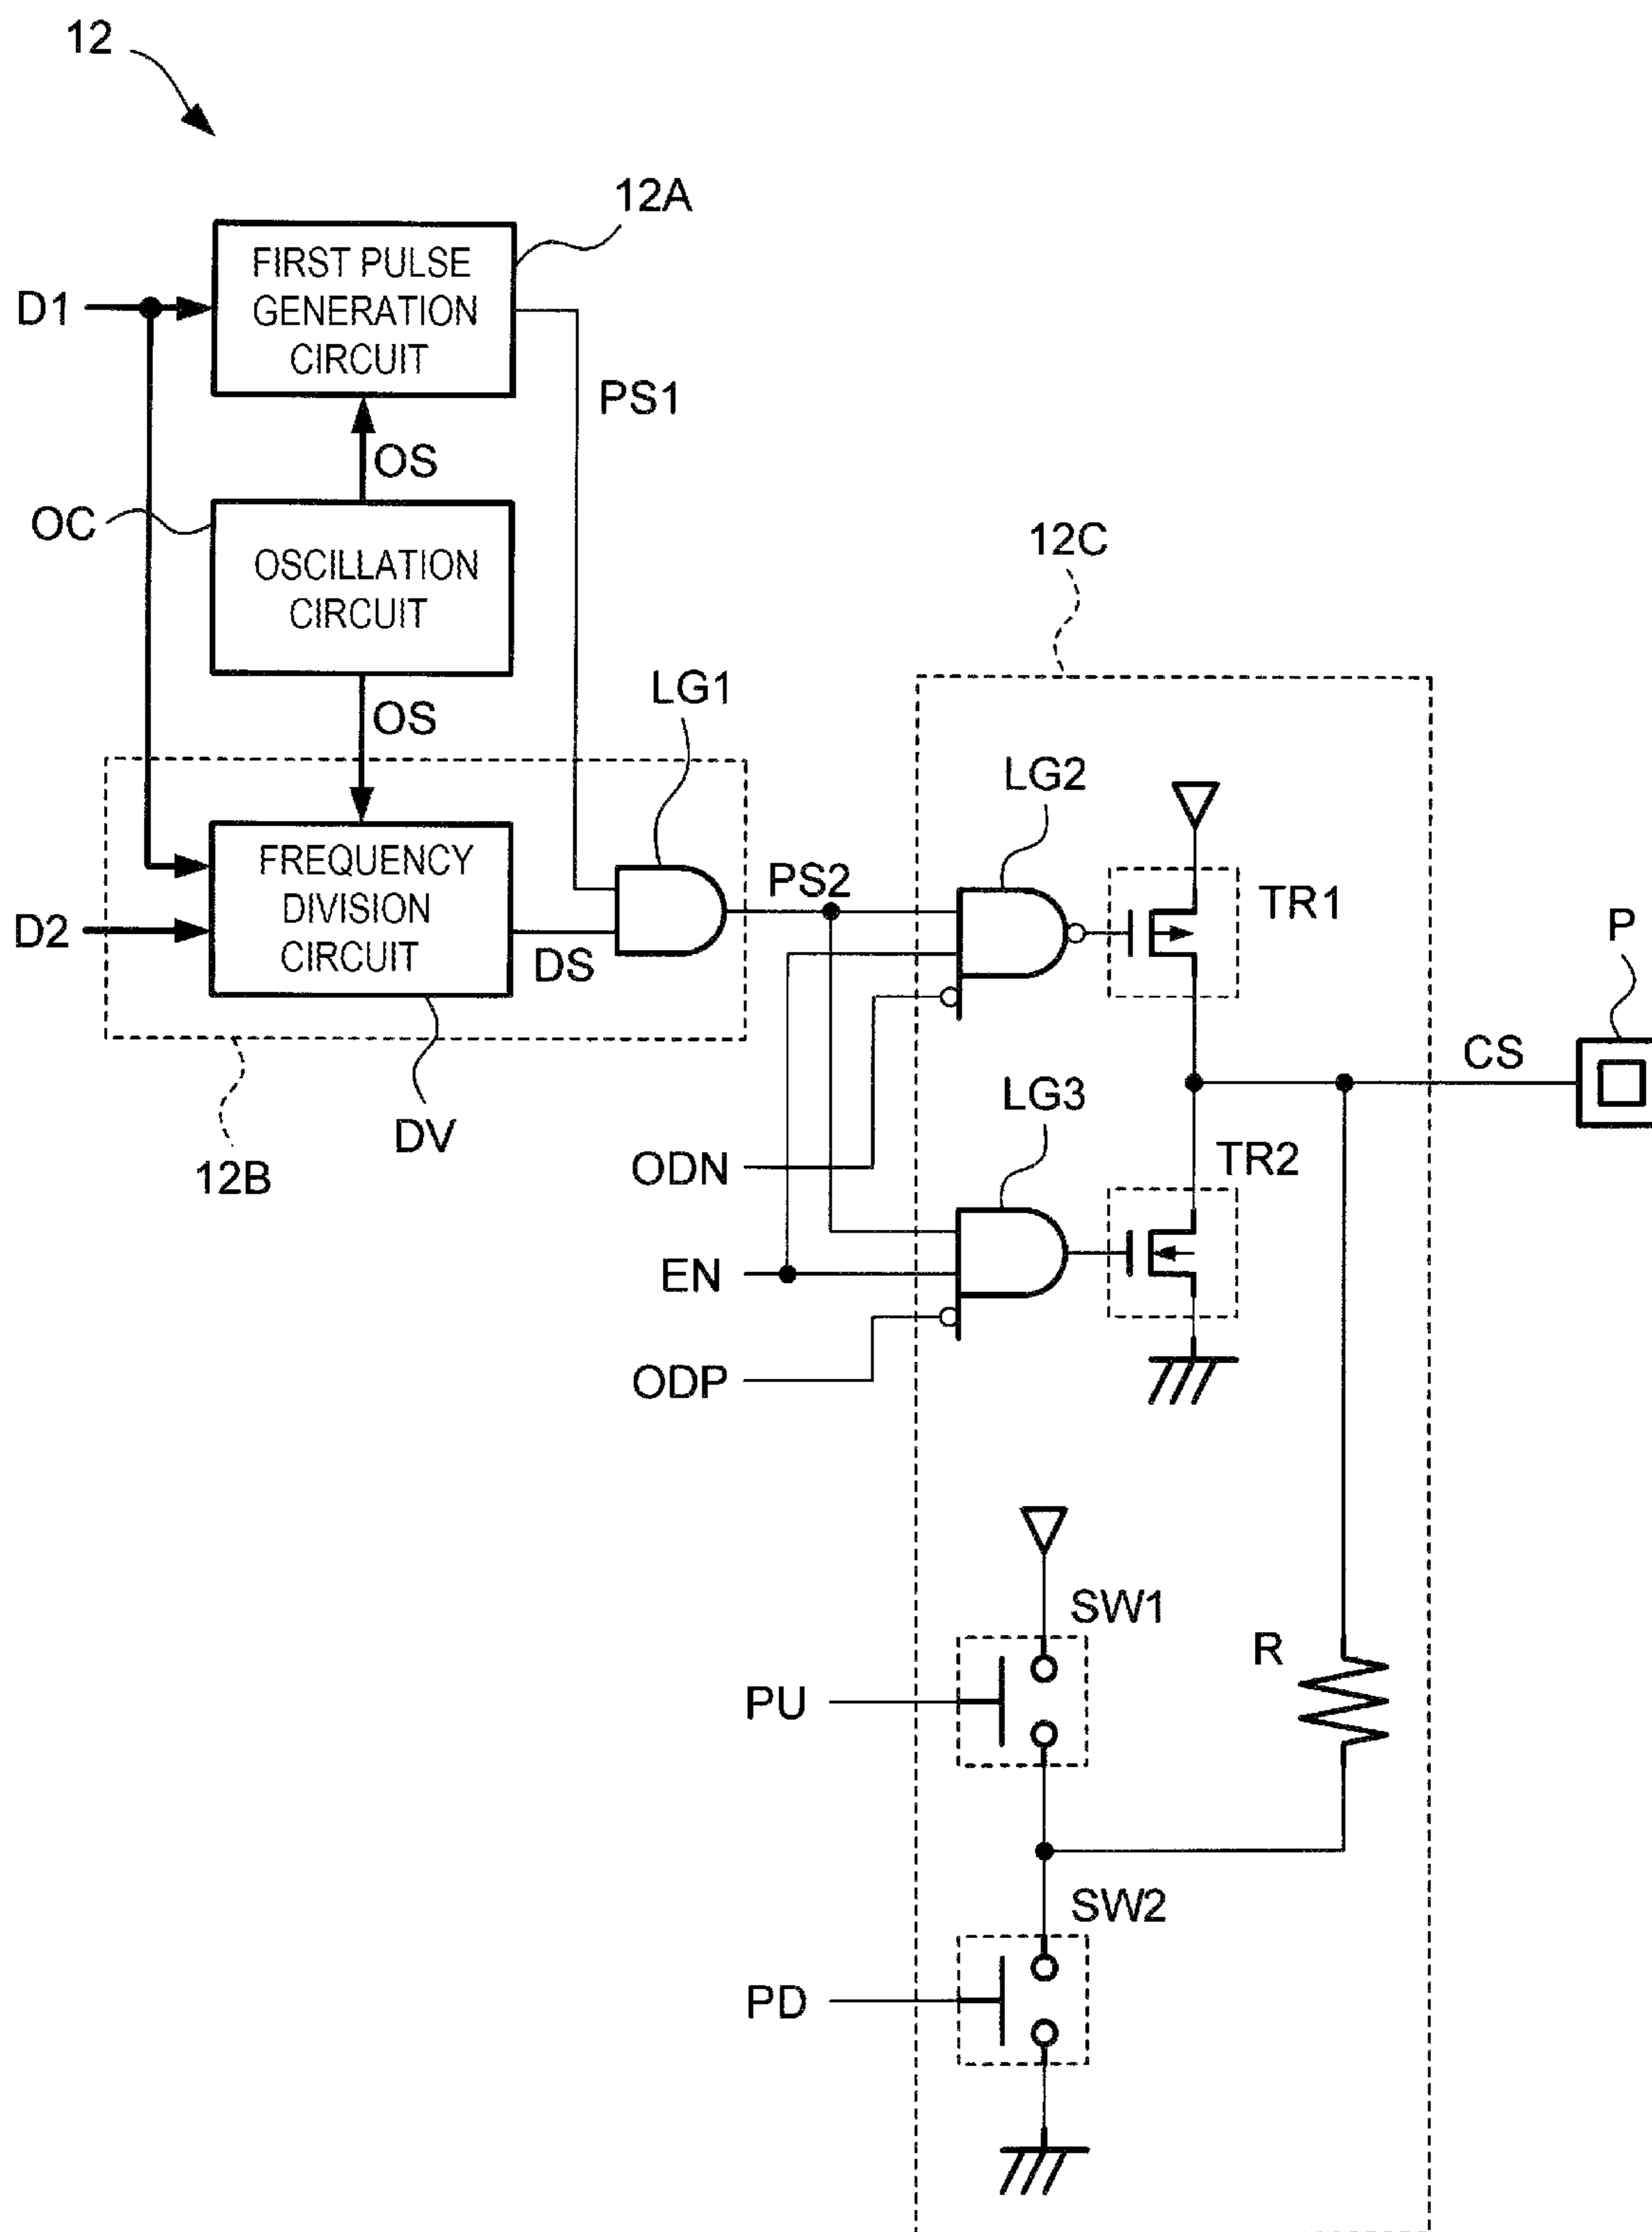 12
12A
FIRST PULSE
GENERATION
CIRCUIT
D1
PS1
OS
OC
OSCILLATION
CIRCUIT
12C
OS
LG1
LG2
FREQUENCY
DIVISION
CIRCUIT
PS2
TR1
D2
DS
P
CS
DV
LG3
12B
ODN
TR2
EN
ODP
SW1
R
PU
SW2
PD